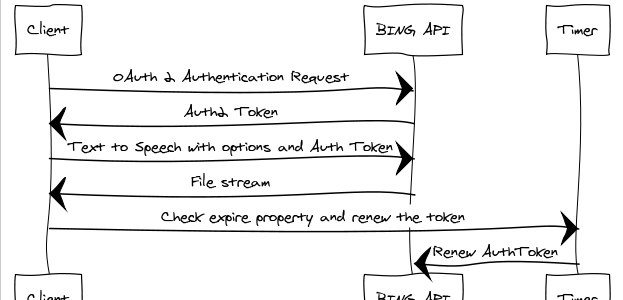 Client
BING API
Timer
OAuth 2 Authentication Request
Auth2 Token
Text to Speech with options and Auth Token
File stream
Check expire property and renew the token
Renew AuthToken
Client
BING API
Timer